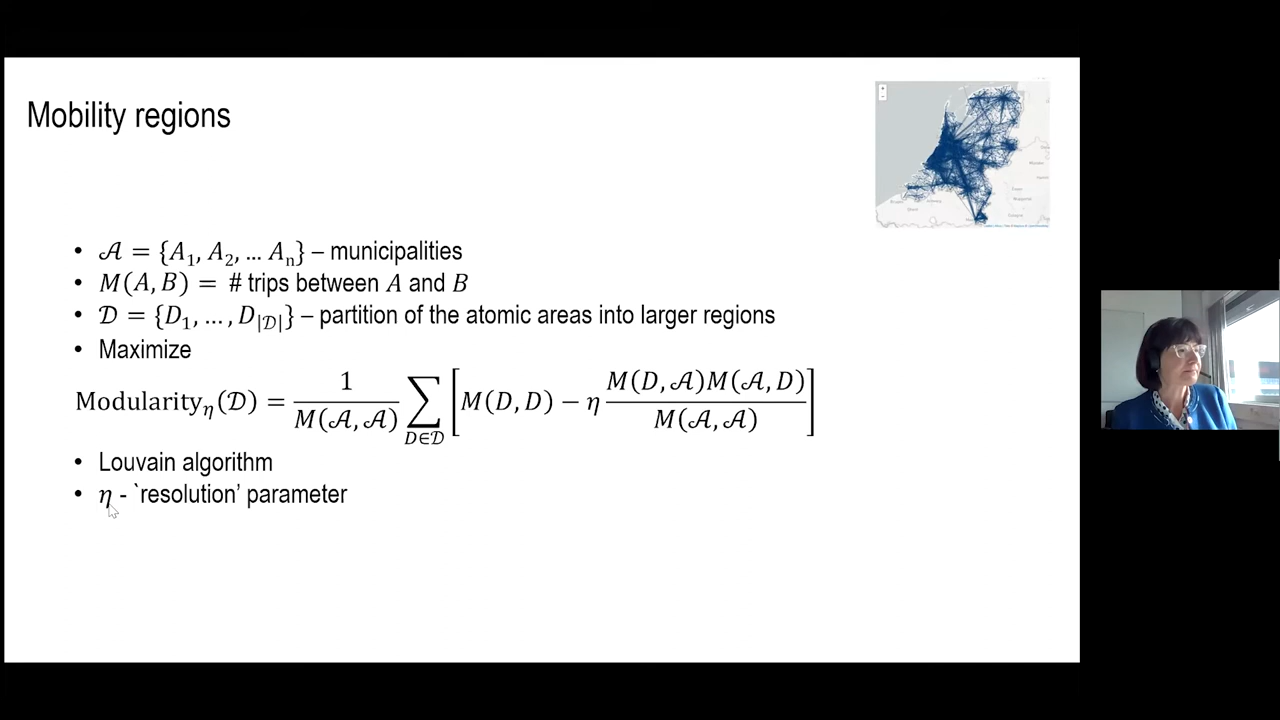 Mobility regions
• 𝒜 = {A₁, A₂, … Aₙ} – municipalities
• M(A, B) = # trips between A and B
• 𝒟 = {D₁, …, D|𝒟|} – partition of the atomic areas into larger regions
• Maximize
Modularity_η(𝒟) = 1/M(𝒜, 𝒜) ∑_{D∈𝒟} [M(D, D) − η M(D, 𝒜)M(𝒜, D)/M(𝒜, 𝒜)]
• Louvain algorithm
• η - `resolution’ parameter